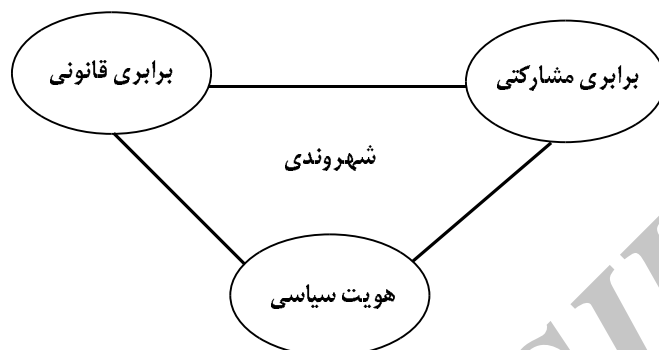 برابری مشارکتی
برابری قانونی
شهروندی
هویت سیاسی